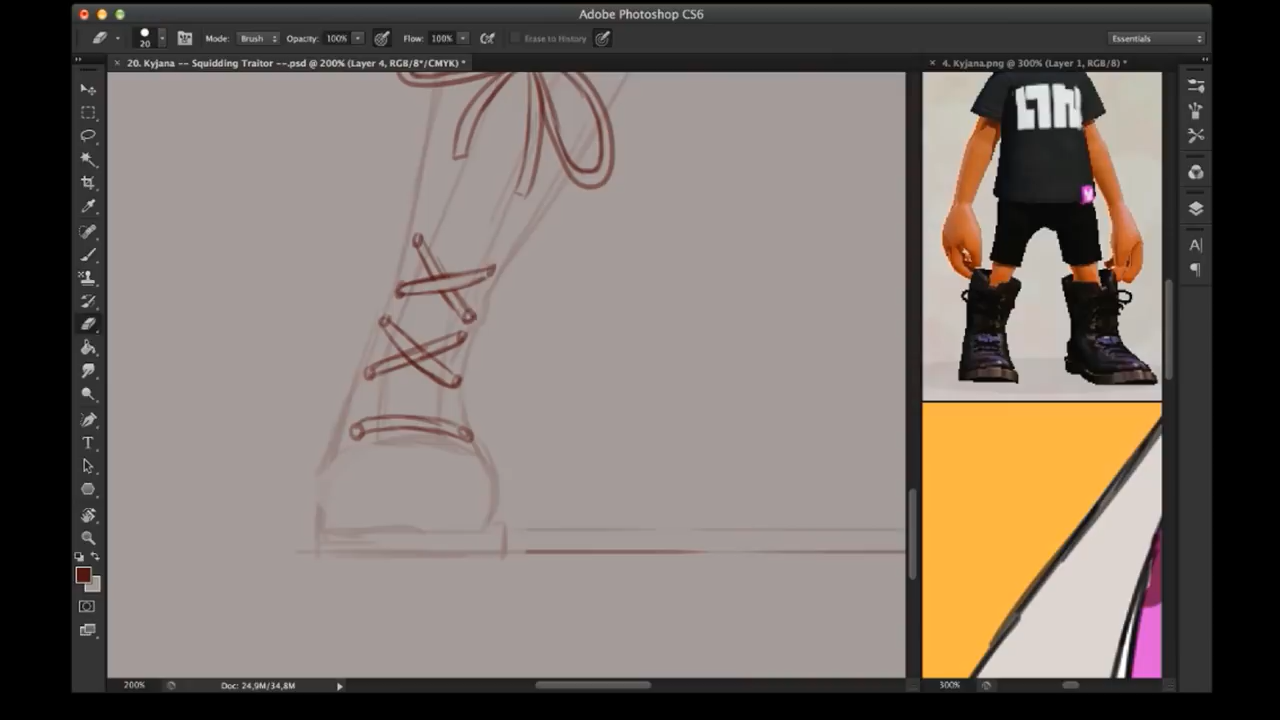 Adobe Photoshop CS6
20 Mode: Brush Opacity: 100% Flow: 100% Erase to History Essentials
20. Kyjana -- Squidding Traitor --.psd @ 200% (Layer 4, RGB/8*/CMYK) *
4. Kyjana.png @ 300% (Layer 1, RGB/8) *
200% Doc: 24,9M/34,8M
300%